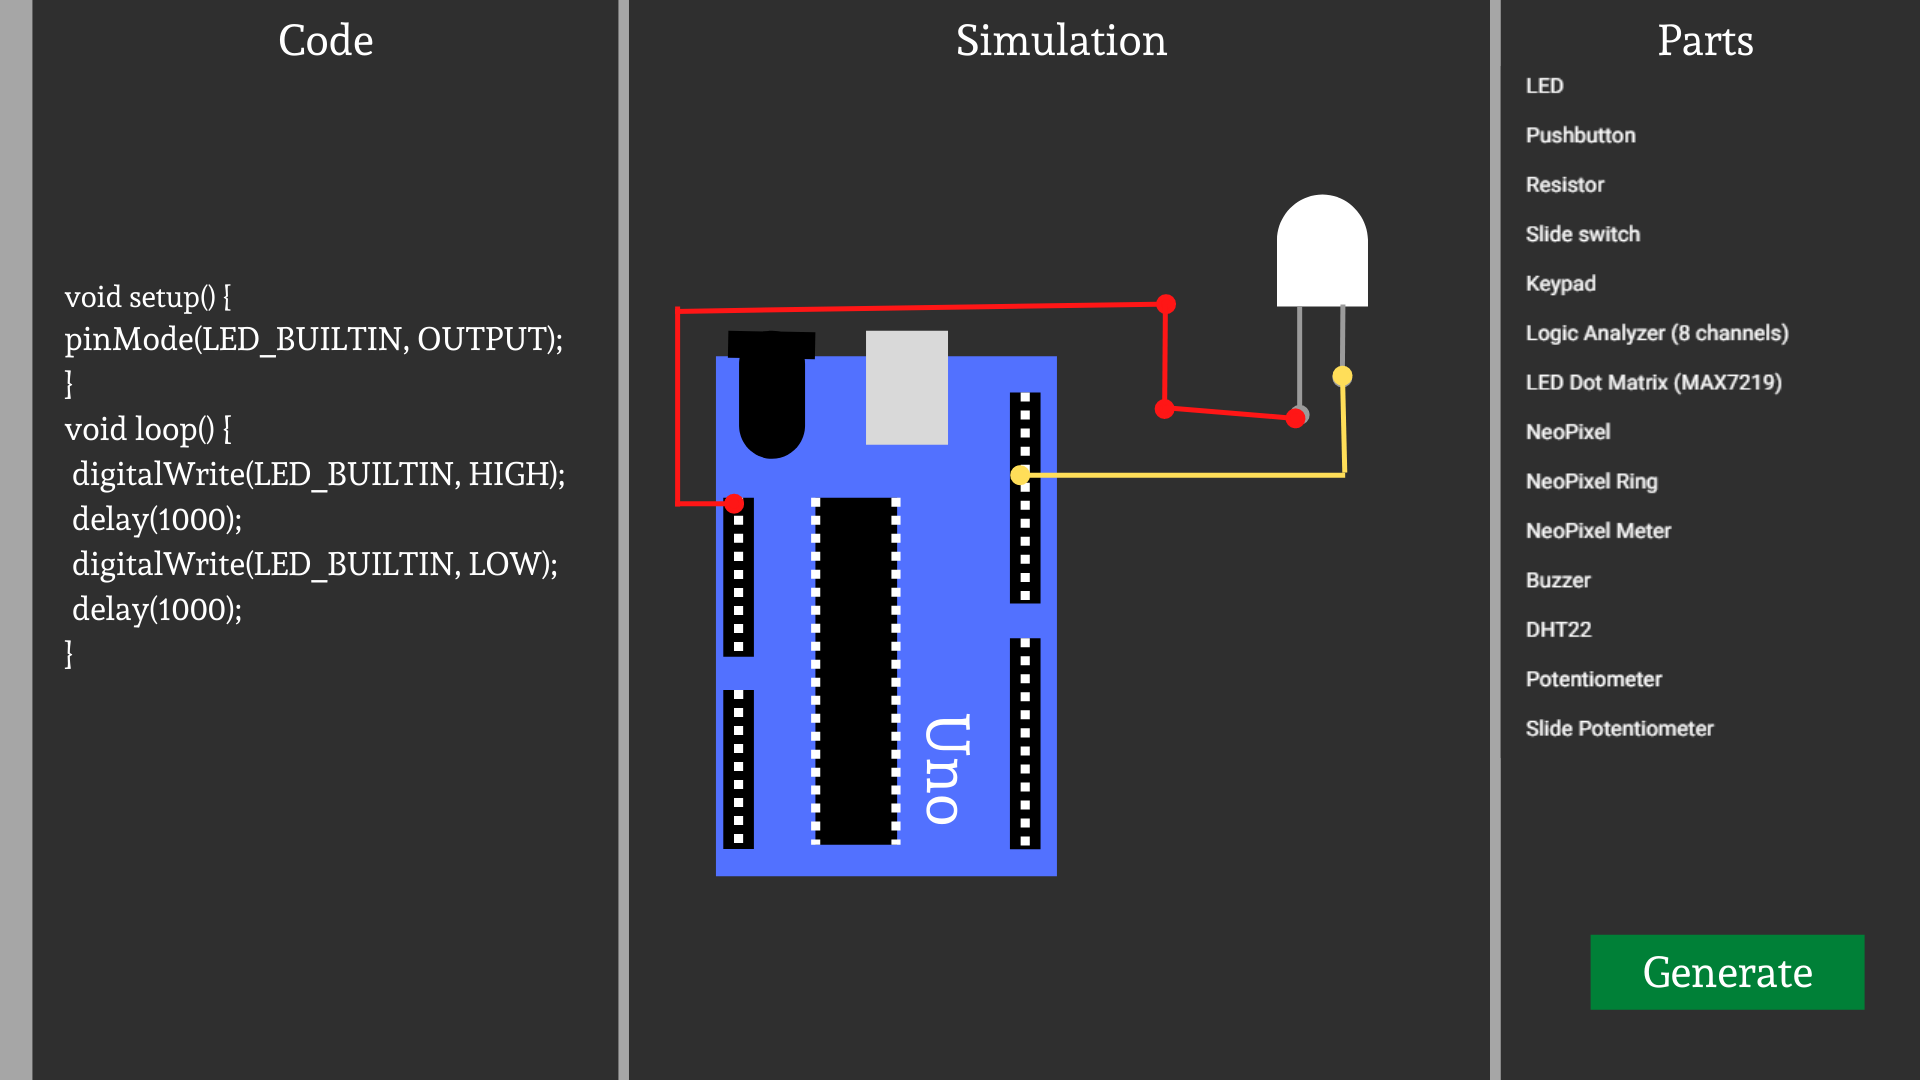 Code
void setup() {
pinMode(LED_BUILTIN, OUTPUT);
}
void loop() {
digitalWrite(LED_BUILTIN, HIGH);
delay(1000);
digitalWrite(LED_BUILTIN, LOW);
delay(1000);
}
Simulation
Uno
Parts
LED
Pushbutton
Resistor
Slide switch
Keypad
Logic Analyzer (8 channels)
LED Dot Matrix (MAX7219)
NeoPixel
NeoPixel Ring
NeoPixel Meter
Buzzer
DHT22
Potentiometer
Slide Potentiometer
Generate